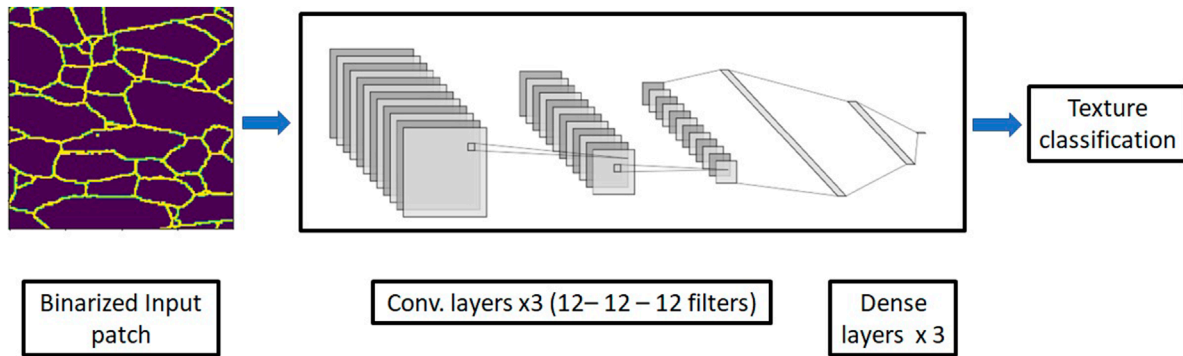 Texture
classification
Binarized Input
patch
Conv. layers x3 (12– 12 – 12 filters)
Dense
layers x 3